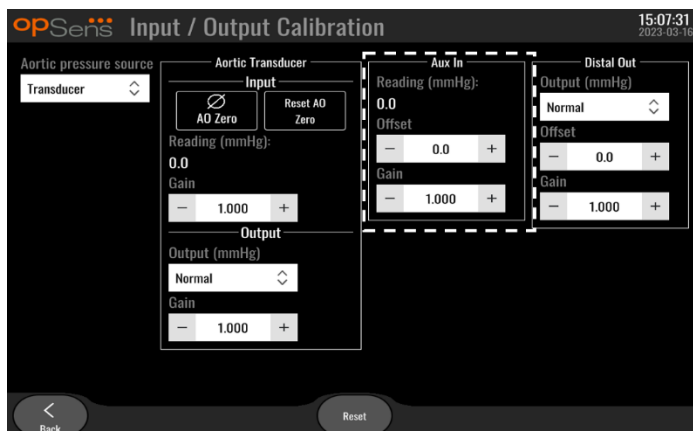 opSens Input / Output Calibration
15:07:31
2023-03-16
Aortic pressure source
Transducer
Aortic Transducer
Input
AO Zero
Reset AO
Zero
Reading (mmHg):
0.0
Gain
− 1.000 +
Output
Output (mmHg)
Normal
Gain
− 1.000 +
Aux In
Reading (mmHg):
0.0
Offset
− 0.0 +
Gain
− 1.000 +
Distal Out
Output (mmHg)
Normal
Offset
− 0.0 +
Gain
− 1.000 +
Back
Reset